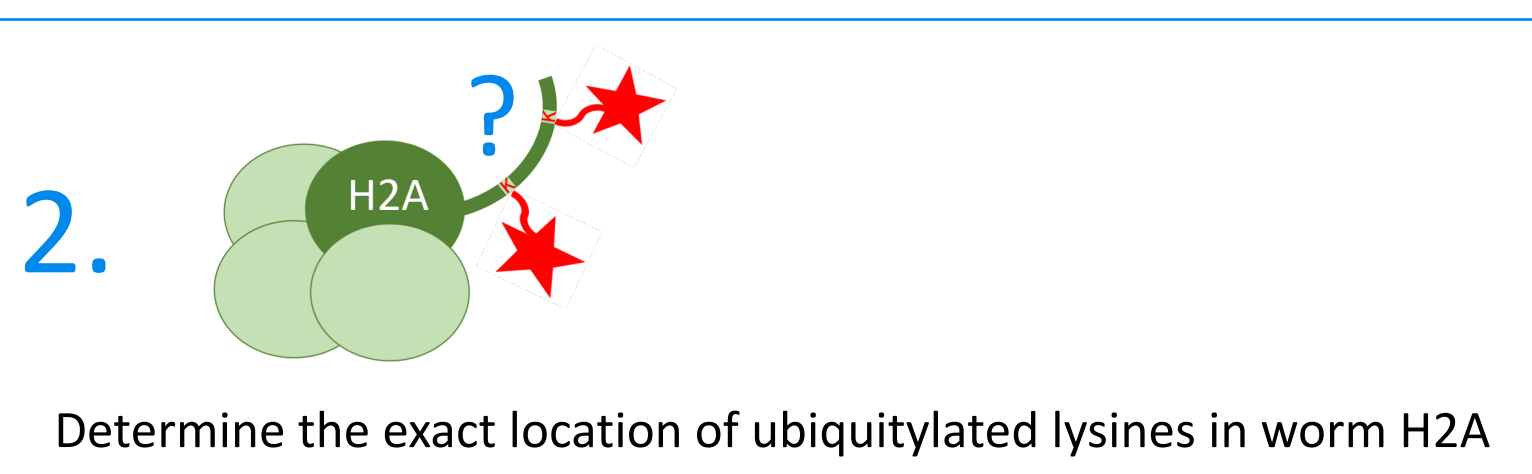 ?
K
H2A
K
2.
Determine the exact location of ubiquitylated lysines in worm H2A